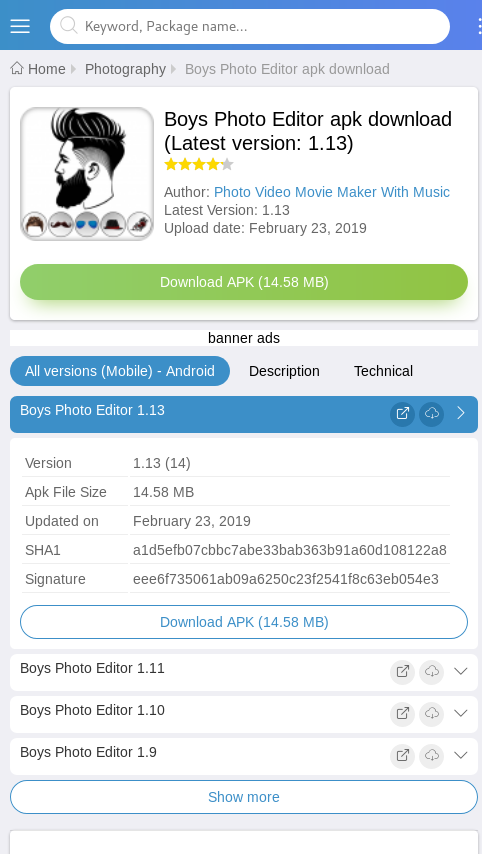 Keyword, Package name...
Home Photography Boys Photo Editor apk download
Boys Photo Editor apk download
(Latest version: 1.13)
Author: Photo Video Movie Maker With Music
Latest Version: 1.13
Upload date: February 23, 2019
Download APK (14.58 MB)
banner ads
All versions (Mobile) - Android Description Technical
Boys Photo Editor 1.13
Version 1.13 (14)
Apk File Size 14.58 MB
Updated on February 23, 2019
SHA1 a1d5efb07cbbc7abe33bab363b91a60d108122a8
Signature eee6f735061ab09a6250c23f2541f8c63eb054e3
Download APK (14.58 MB)
Boys Photo Editor 1.11
Boys Photo Editor 1.10
Boys Photo Editor 1.9
Show more